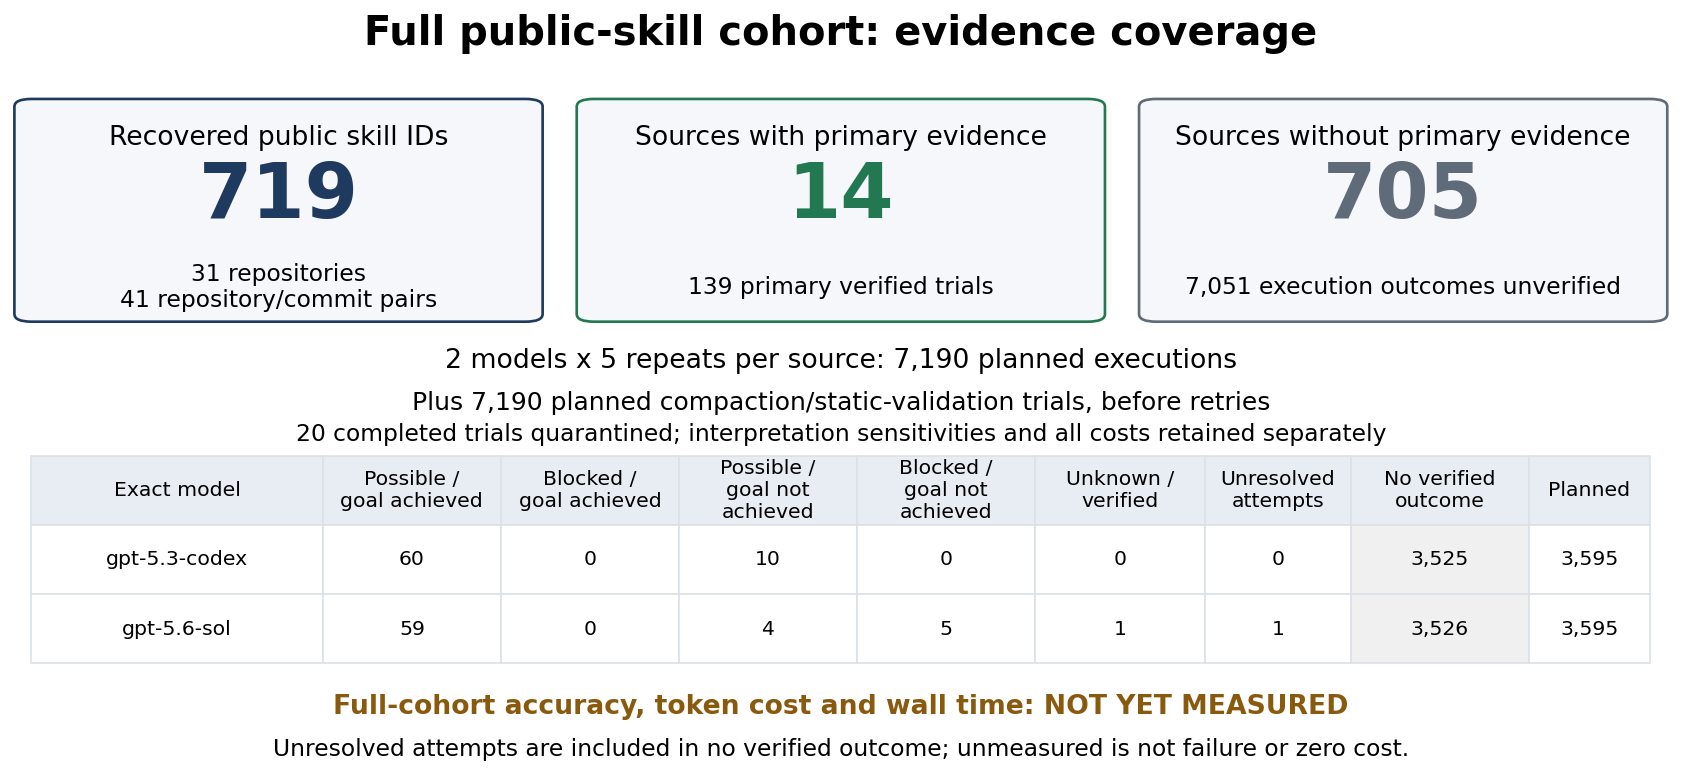 Full public-skill cohort: evidence coverage
Recovered public skill IDs
719
31 repositories
41 repository/commit pairs
Sources with primary evidence
14
139 primary verified trials
Sources without primary evidence
705
7,051 execution outcomes unverified
2 models x 5 repeats per source: 7,190 planned executions
Plus 7,190 planned compaction/static-validation trials, before retries
20 completed trials quarantined; interpretation sensitivities and all costs retained separately
Exact model
Possible /
goal achieved
Blocked /
goal achieved
Possible /
goal not
achieved
Blocked /
goal not
achieved
Unknown /
verified
Unresolved
attempts
No verified
outcome
Planned
gpt-5.3-codex 60 0 10 0 0 0 3,525 3,595
gpt-5.6-sol 59 0 4 5 1 1 3,526 3,595
Full-cohort accuracy, token cost and wall time: NOT YET MEASURED
Unresolved attempts are included in no verified outcome; unmeasured is not failure or zero cost.